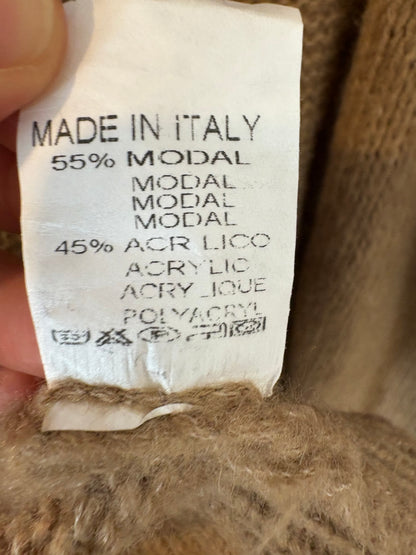 MADE IN ITALY
55% MODAL
MODAL
MODAL
MODAL
45% ACRILICO
ACRYLIC
ACRYLIQUE
POLYACRYL